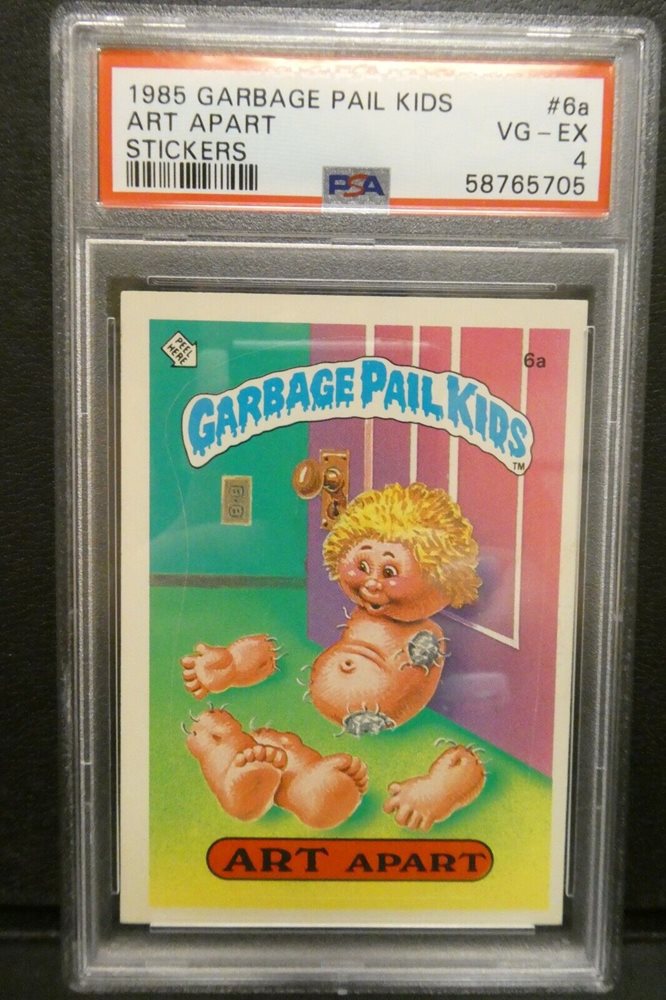 1985 GARBAGE PAIL KIDS #6a
ART APART VG - EX
STICKERS 4
PSA 58765705
PEEL HERE
6a
GARBAGE PAIL KIDS
TM
ART APART